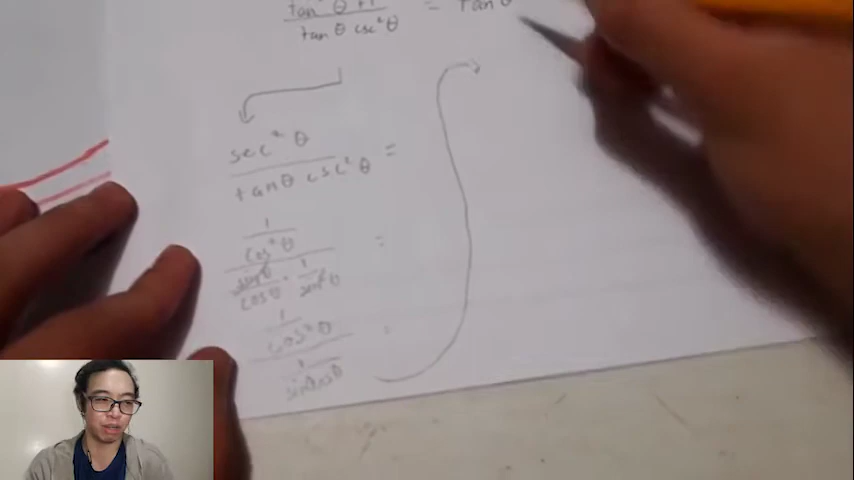 tan² θ + 1 / tan θ csc² θ = tan θ
sec² θ / tan θ csc² θ =
1 / cos² θ / sin θ / cos θ · 1 / sin² θ =
1 / cos² θ / 1 / sin θ cos θ =